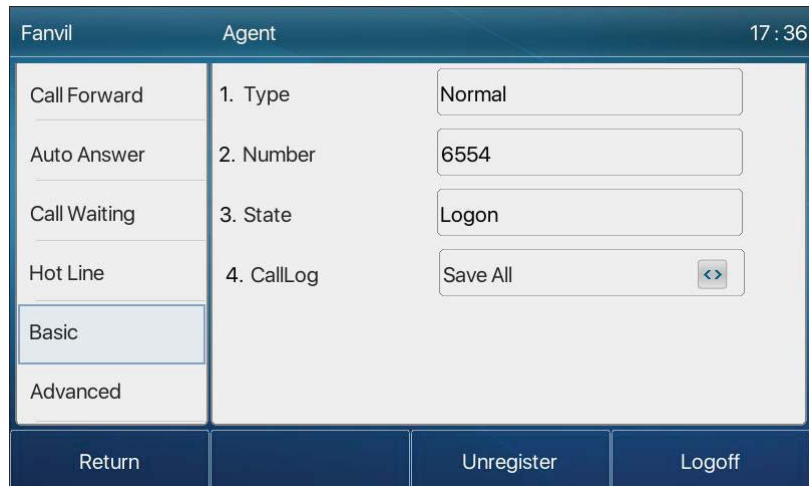 Fanvil Agent 17:36
Call Forward
Auto Answer
Call Waiting
Hot Line
Basic
Advanced
1. Type Normal
2. Number 6554
3. State Logon
4. CallLog Save All <>
Return Unregister Logoff